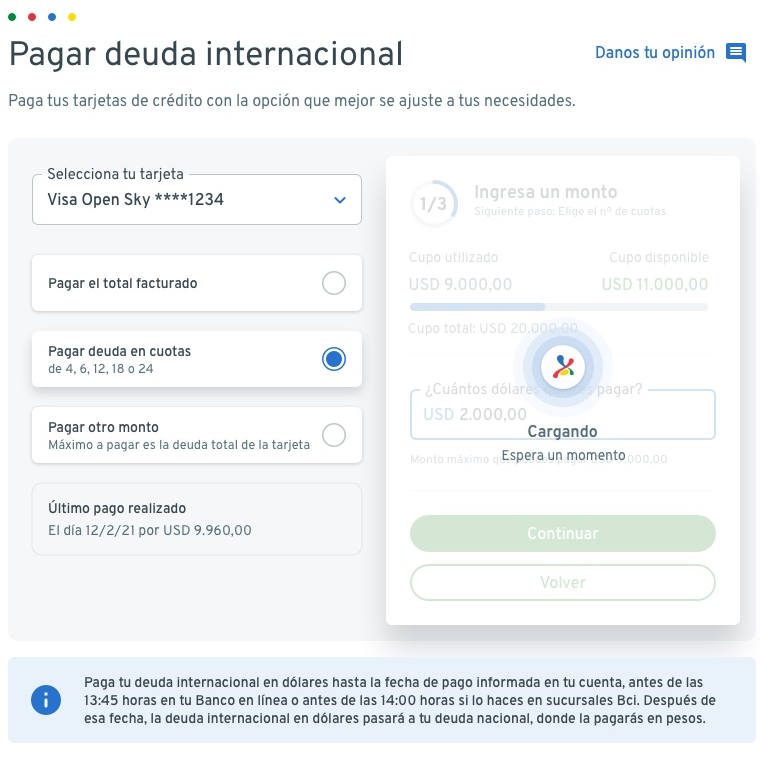 Pagar deuda internacional
Danos tu opinión
Paga tus tarjetas de crédito con la opción que mejor se ajuste a tus necesidades.
Selecciona tu tarjeta
Visa Open Sky ****1234
Pagar el total facturado
Pagar deuda en cuotas
de 4, 6, 12, 18 o 24
Pagar otro monto
Máximo a pagar es la deuda total de la tarjeta
Último pago realizado
El día 12/2/21 por USD 9.960,00
1/3
Ingresa un monto
Siguiente paso: Elige el nº de cuotas
Cupo utilizado
Cupo disponible
USD 9.000,00
USD 11.000,00
Cupo total: USD 20.000,00
¿Cuántos dólares pagar?
USD 2.000,00
Cargando
Espera un momento
Monto máximo
Continuar
Volver
Paga tu deuda internacional en dólares hasta la fecha de pago informada en tu cuenta, antes de las
13:45 horas en tu Banco en línea o antes de las 14:00 horas si lo haces en sucursales Bci. Después de
esa fecha, la deuda internacional en dólares pasará a tu deuda nacional, donde la pagarás en pesos.